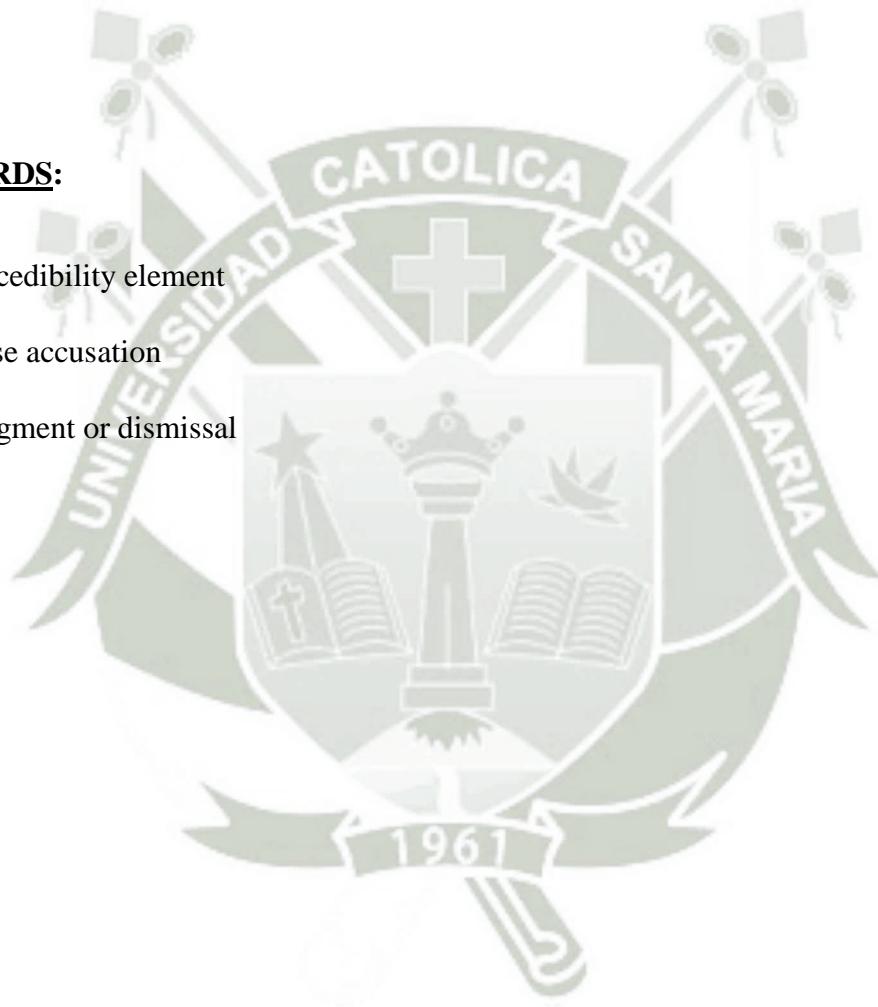 RDS:
cedibility element
se accusation
gment or dismissal
UNIVERSIDAD CATOLICA SANTA MARIA
1961